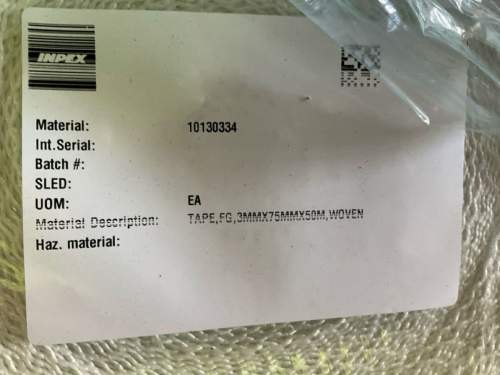 INPEX
Material: 10130334
Int.Serial:
Batch #:
SLED:
UOM: EA
Material Description: TAPE,FG,3MMX75MMX50M,WOVEN
Haz. material: